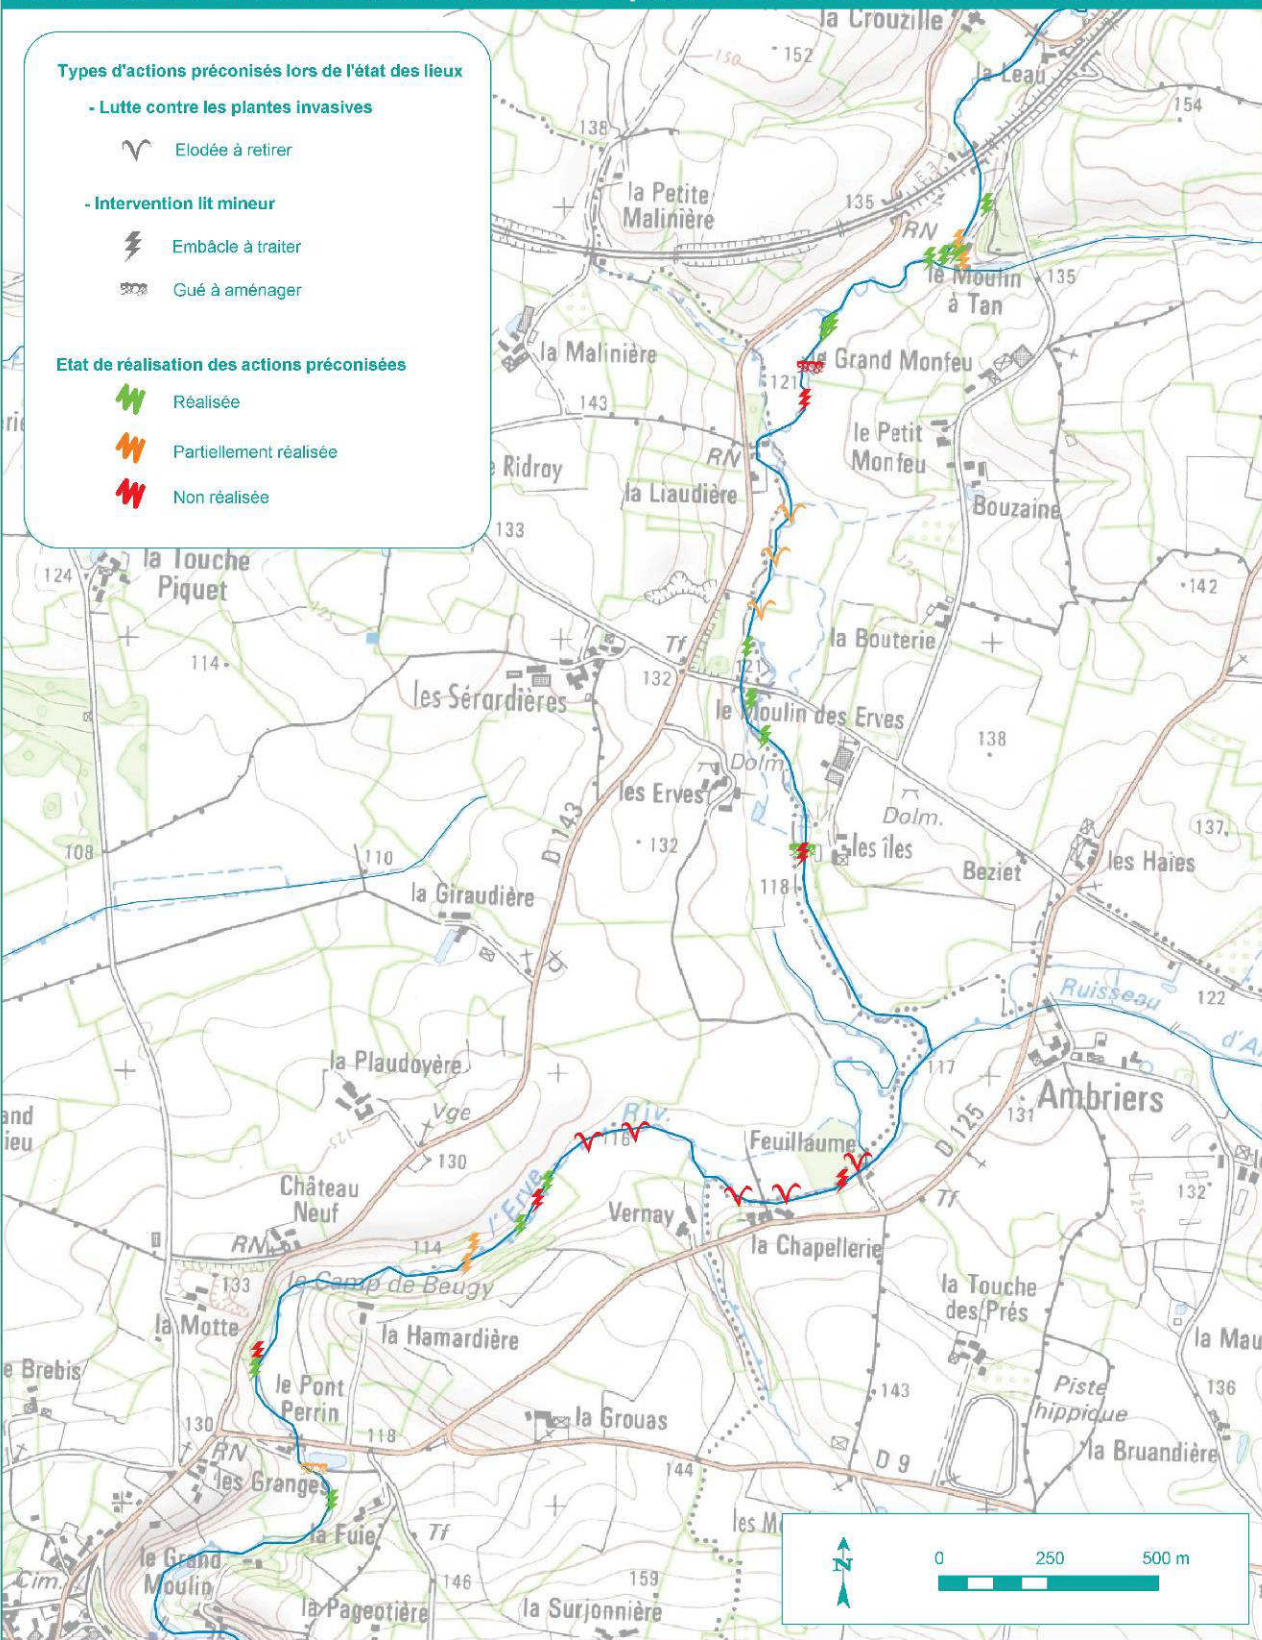 Types d'actions préconisés lors de l'état des lieux
- Lutte contre les plantes invasives
Elodée à retirer
- Intervention lit mineur
Embâcle à traiter
Gué à aménager
Etat de réalisation des actions préconisées
Réalisée
Partiellement réalisée
Non réalisée
la Crouzille
150
152
la Leau
154
138
la Petite
Malinière
135
RN
le Moulin
à Tan
135
la Malinière
le Grand Monfeu
121
143
le Petit
Monfeu
RN
Ridray
la Liaudière
Bouzaine
133
la Touche
Piquet
124
125
125
142
114
Tf
la Bouterie
121
132
les Sérardières
le Moulin des Erves
138
Dolm.
les Erves
D 143
Dolm.
137
132
108
110
les îles
Beziet
les Haies
118
la Giraudière
Ruisseau
122
la Plaudoyère
117
Ambriers
131
Vge
125
Riv.
116
Feuillaume
D 125
130
Château
Neuf
l'Erve
Vernay
Tf
132
125
RN
114
la Chapellerie
133
le Camp de Beugy
la Touche
des Prés
la Motte
la Hamardière
la Mau
e Brebis
le Pont
Perrin
143
Piste
hippique
136
130
118
la Grouas
la Bruandière
RN
D 9
144
les Granges
la Fuie
Tf
le Grand
Moulin
Cim.
146
159
la Pageotière
la Surjonnière
N
0 250 500 m